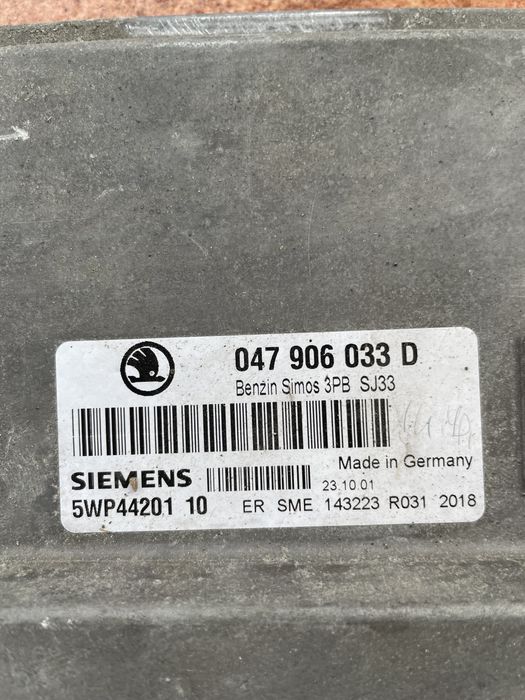 047 906 033 D
Benzin Simos 3PB SJ33
Made in Germany
SIEMENS
23.10.01
5WP44201 10 ER SME 143223 R031 2018